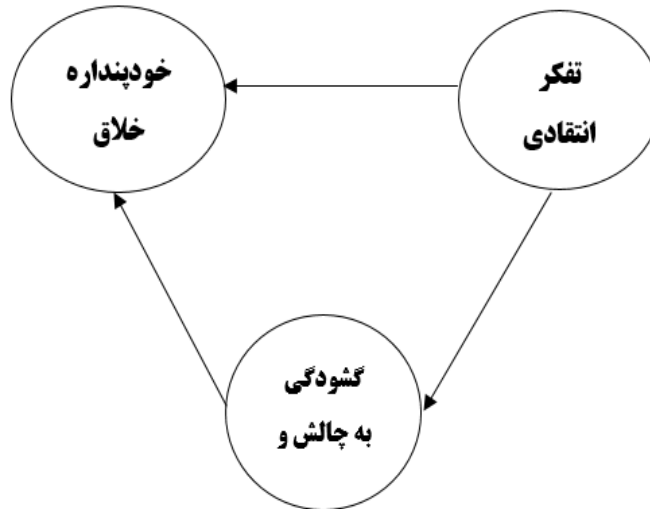 تفکر
انتقادی
خودپنداره
خلاق
گشودگی
به چالش و